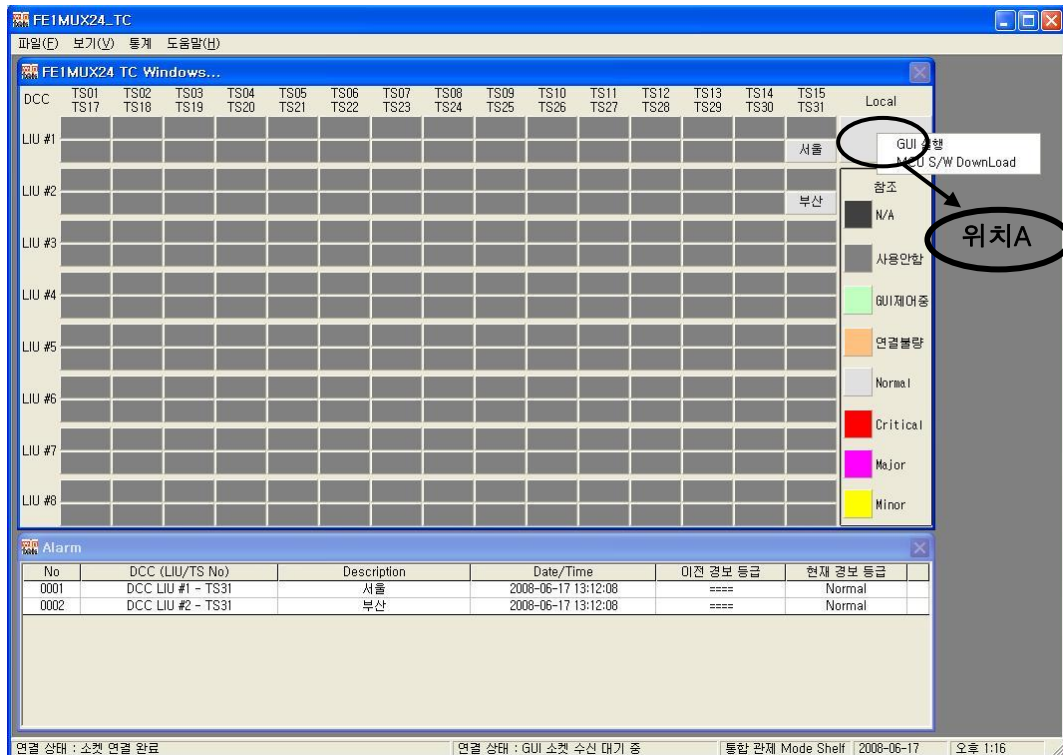 FE1MUX24_TC
파일(F) 보기(V) 통계 도움말(H)
FE1MUX24 TC Windows...
DCC TS01 TS02 TS03 TS04 TS05 TS06 TS07 TS08 TS09 TS10 TS11 TS12 TS13 TS14 TS15 Local
TS17 TS18 TS19 TS20 TS21 TS22 TS23 TS24 TS25 TS26 TS27 TS28 TS29 TS30 TS31
LIU #1
서울
GUI 실행
MCU S/W DownLoad
LIU #2
부산
참조
N/A
위치A
LIU #3
사용안함
LIU #4
GUI제어중
LIU #5
연결불량
LIU #6
Normal
Critical
LIU #7
Major
LIU #8
Minor
Alarm
No DCC (LIU/TS No) Description Date/Time 이전 경보 등급 현재 경보 등급
0001 DCC LIU #1 - TS31 서울 2008-06-17 13:12:08 ==== Normal
0002 DCC LIU #2 - TS31 부산 2008-06-17 13:12:08 ==== Normal
연결 상태 : 소켓 연결 완료 연결 상태 : GUI 소켓 수신 대기 중 통합 관제 Mode Shelf 2008-06-17 오후 1:16